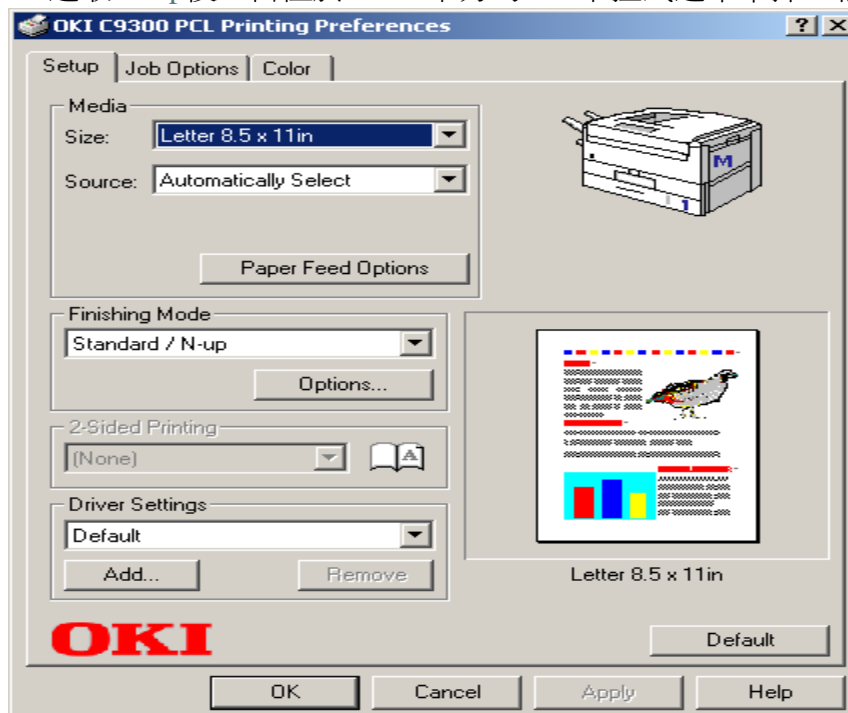 OKI C9300 PCL Printing Preferences
Setup
Job Options
Color
Media
Size: Letter 8.5 x 11in
Source: Automatically Select
Paper Feed Options
M
1
Finishing Mode
Standard / N-up
Options...
2-Sided Printing
(None)
A
Driver Settings
Default
Add...
Remove
Letter 8.5 x 11in
OKI
Default
OK
Cancel
Apply
Help